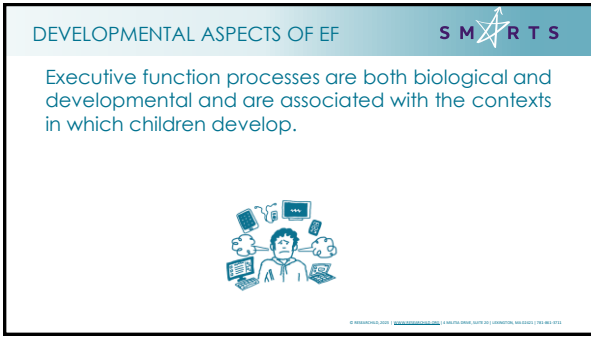 DEVELOPMENTAL ASPECTS OF EF
SMARTS
Executive function processes are both biological and
developmental and are associated with the contexts
in which children develop.